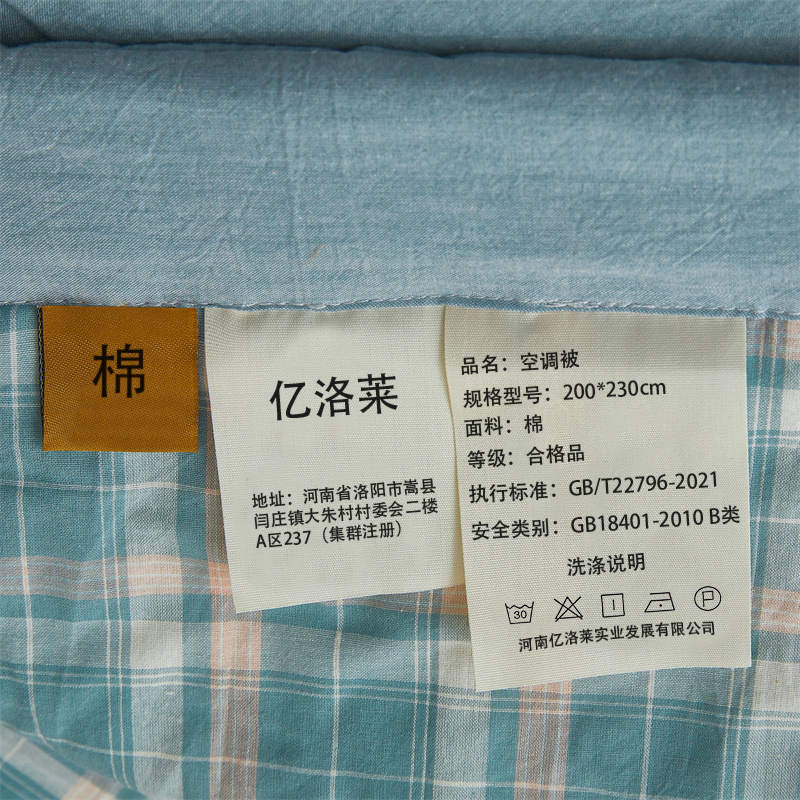 棉
亿洛莱
地址：河南省洛阳市嵩县
闫庄镇大朱村村委会二楼
A区237（集群注册）
品名：空调被
规格型号：200*230cm
面料：棉
等级：合格品
执行标准：GB/T22796-2021
安全类别：GB18401-2010 B类
洗涤说明
30
P
河南亿洛莱实业发展有限公司